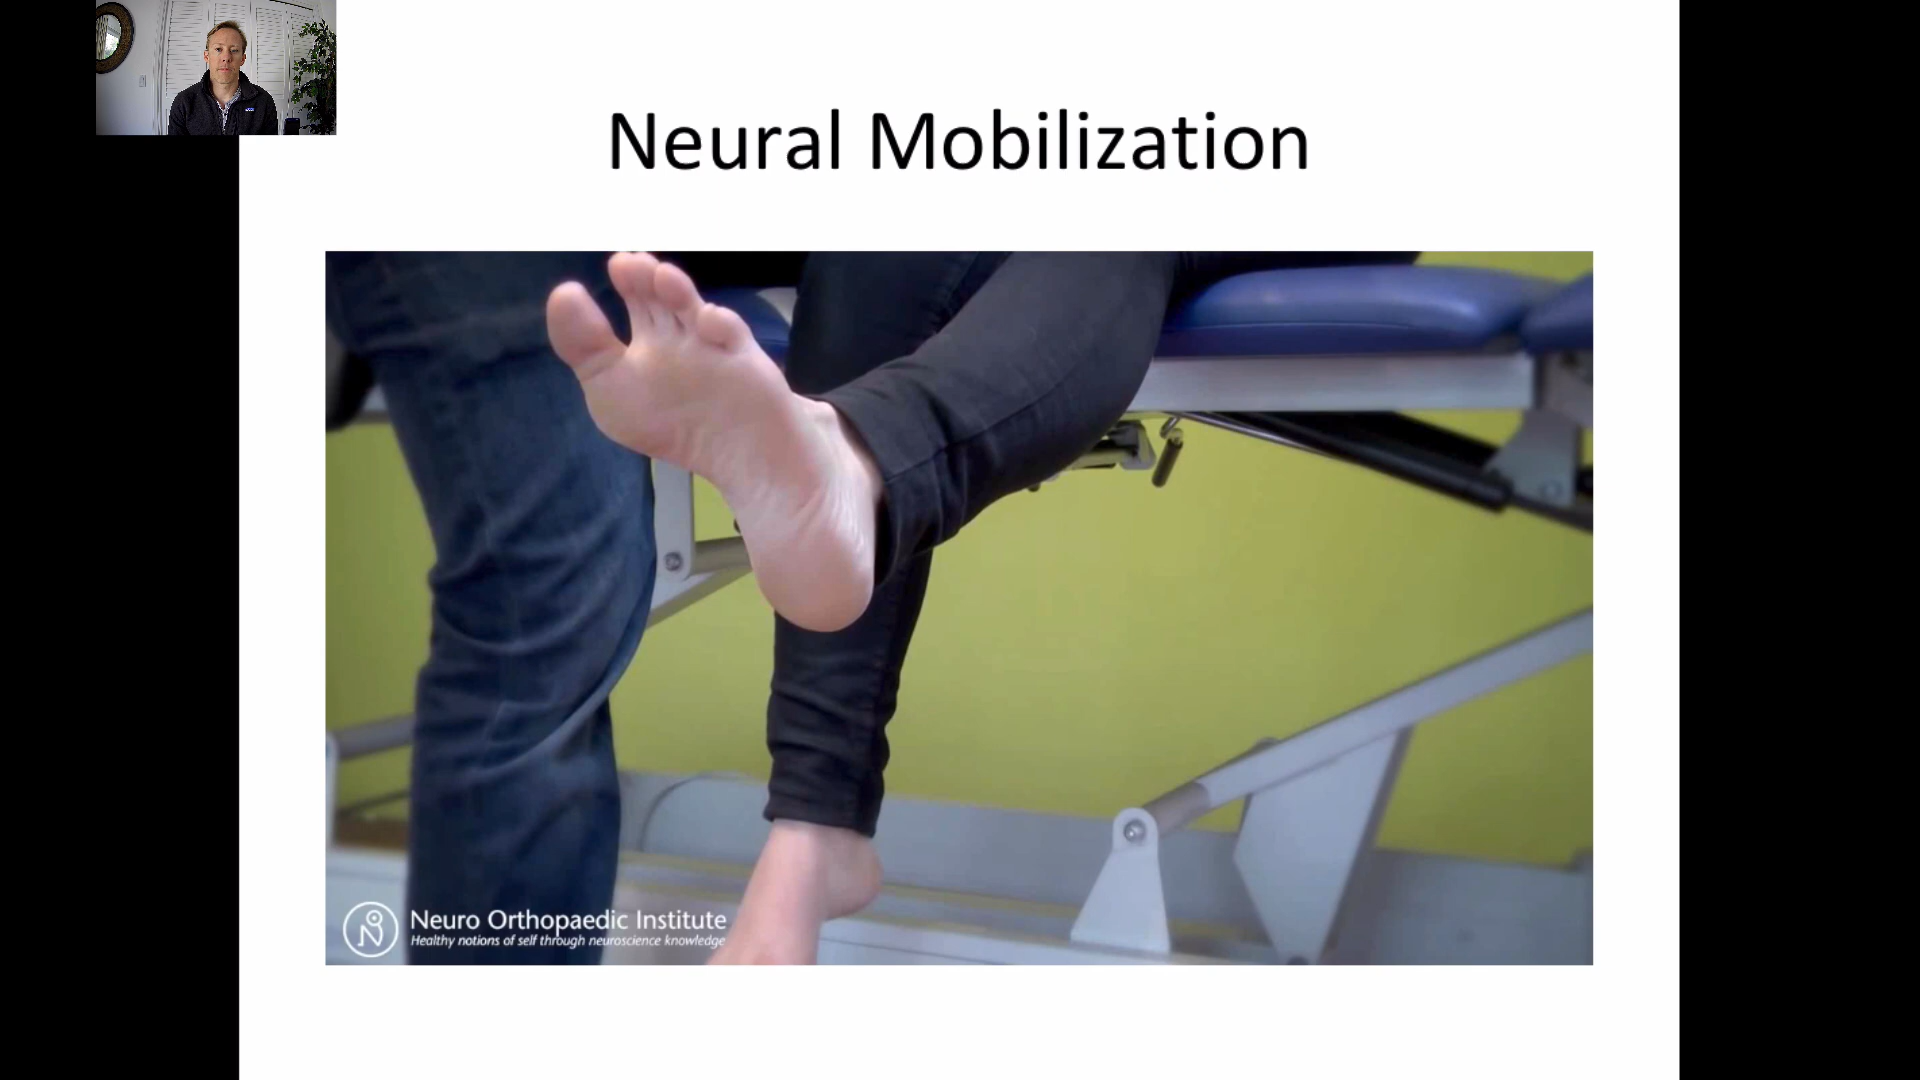 Neural Mobilization
Neuro Orthopaedic Institute
Healthy notions of self through neuroscience knowledge